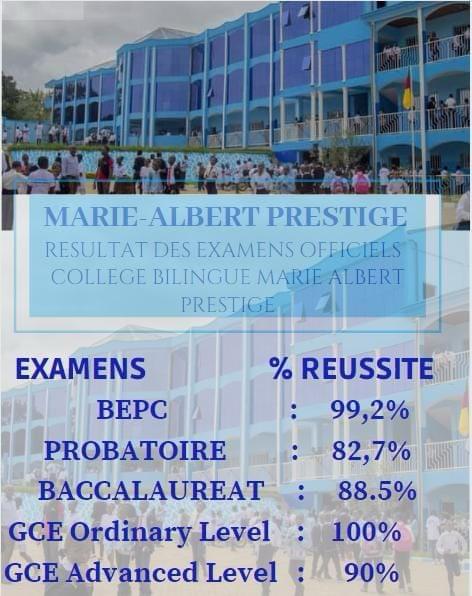 MARIE-ALBERT PRESTIGE
RESULTAT DES EXAMENS OFFICIELS
COLLEGE BILINGUE MARIE ALBERT
PRESTIGE
EXAMENS % REUSSITE
BEPC : 99,2%
PROBATOIRE : 82,7%
BACCALAUREAT : 88.5%
GCE Ordinary Level : 100%
GCE Advanced Level : 90%